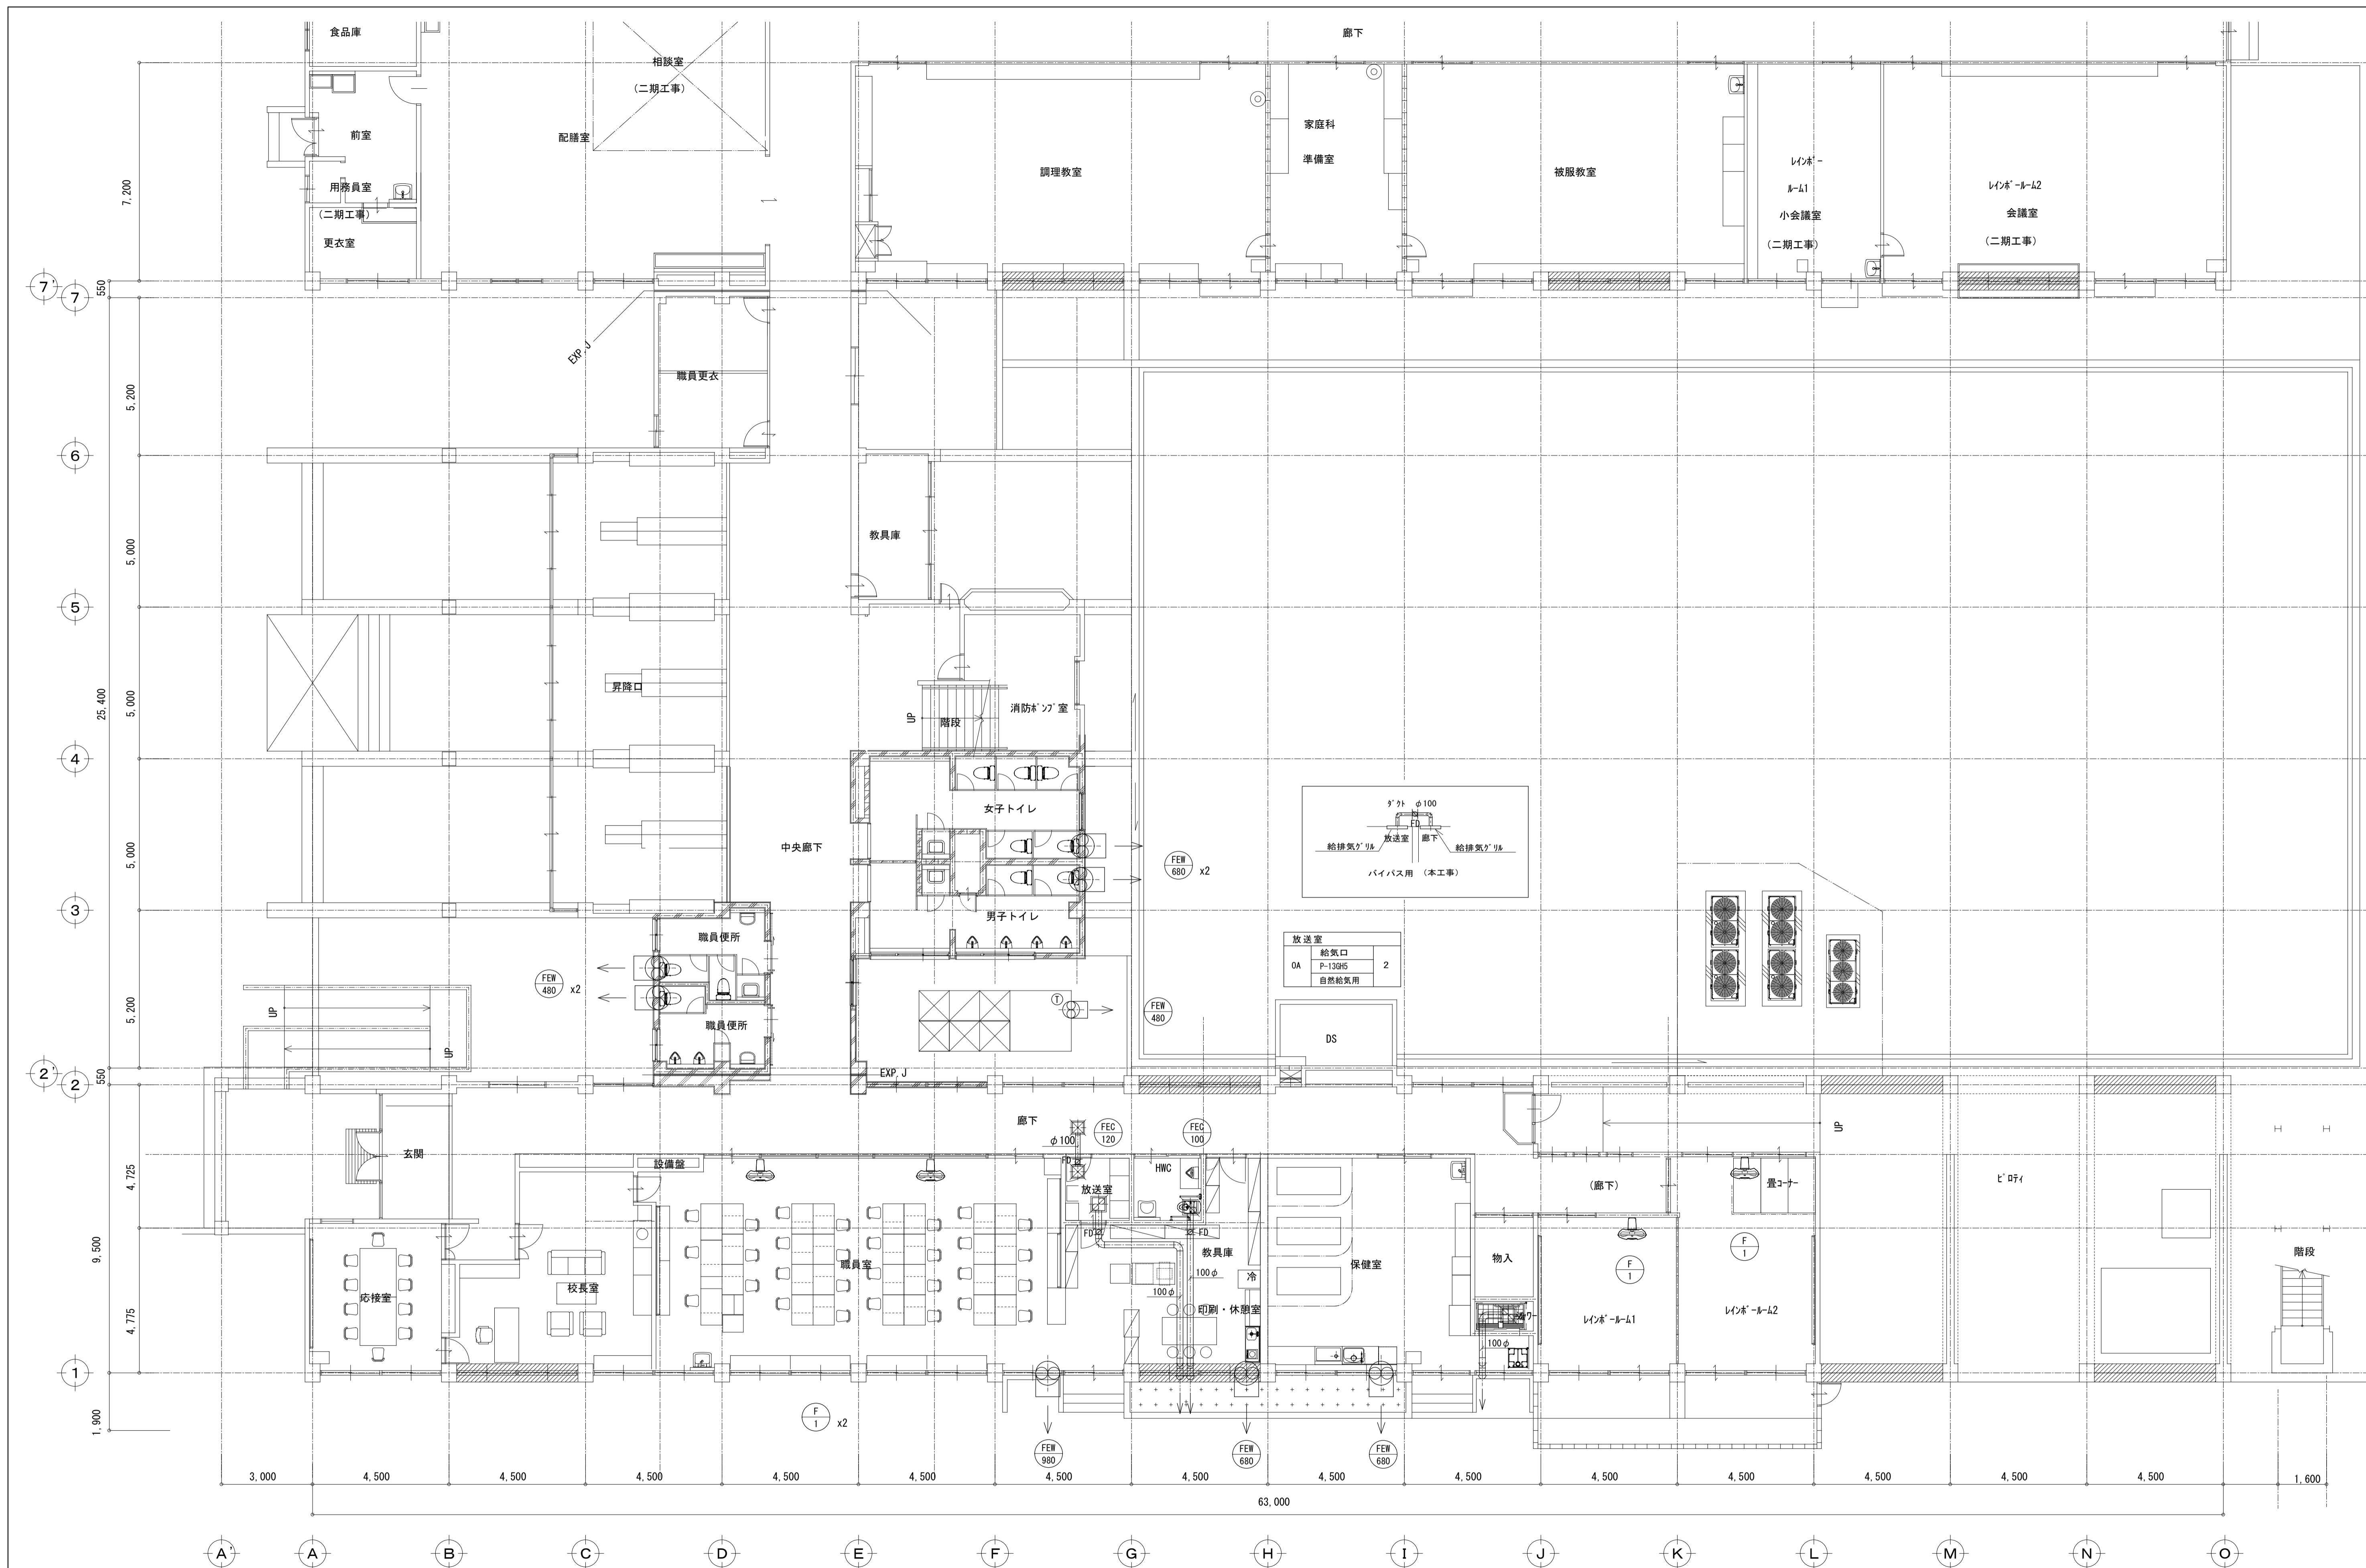 食品庫
廊下
相談室
(二期工事)
前室
配膳室
家庭科
準備室
調理教室
被服教室
ﾚｲﾝﾎﾞｰ
ﾙｰﾑ1
小会議室
(二期工事)
ﾚｲﾝﾎﾞｰﾙｰﾑ2
会議室
(二期工事)
用務員室
(二期工事)
更衣室
7,200
7'
7
550
EXP.J
職員更衣
5,200
6
教具庫
5,000
5
25,400
5,000
昇降口
UP
階段
消防ﾎﾟﾝﾌﾟ室
4
女子トイレ
中央廊下
5,000
FEW
680
x2
ﾀﾞｸﾄ φ100
FD
放送室
廊下
給排気ｸﾞﾘﾙ
給排気ｸﾞﾘﾙ
バイパス用 (本工事)
3
男子トイレ
職員便所
放送室
OA
給気口
P-13GH5
自然給気用
2
FEW
480
x2
T
FEW
480
5,200
UP
UP
職員便所
DS
EXP.J
2'
2
550
廊下
φ100
FEC
120
FEC
100
UP
玄関
設備盤
FD
放送室
HWC
(廊下)
畳ｺｰﾅｰ
ﾋﾟﾛﾃｨ
4,725
FD
FD
教具庫
物入
F
1
F
1
階段
9,500
応接室
校長室
職員室
100φ
100φ
冷
保健室
印刷・休憩室
100φ
ﾚｲﾝﾎﾞｰﾙｰﾑ1
ﾚｲﾝﾎﾞｰﾙｰﾑ2
4,775
1
1,900
F
1
x2
FEW
980
FEW
680
FEW
680
3,000
4,500
4,500
4,500
4,500
4,500
4,500
4,500
4,500
4,500
4,500
4,500
4,500
4,500
4,500
1,600
63,000
A'
A
B
C
D
E
F
G
H
I
J
K
L
M
N
O